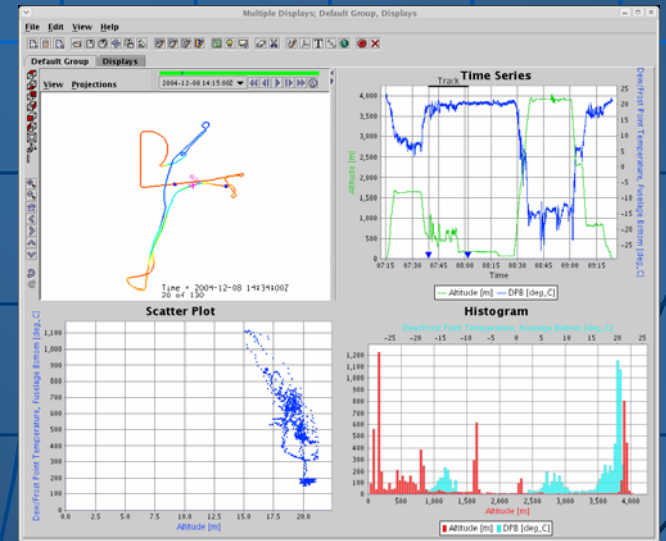 Multiple Displays; Default Group, Displays
File Edit View Help
Default Group Displays
View Projections
2004-12-08 14:15:00Z
Time = 2004-12-08 14:34:00Z
20 of 130
Time Series
Track
4,000
3,500
3,000
2,500
2,000
1,500
1,000
500
0
Altitude [m]
25
20
15
10
5
0
-5
-10
-15
-20
-25
Dew/Frost Point Temperature, Fuselage Bottom [deg_C]
07:15 07:30 07:45 08:00 08:15 08:30 08:45 09:00 09:15
Time
Altitude [m] DPB [deg_C]
Scatter Plot
Dew/Frost Point Temperature, Fuselage Bottom [deg_C]
1,100
1,000
900
800
700
600
500
400
300
200
100
0
0.0 2.5 5.0 7.5 10.0 12.5 15.0 17.5 20.0
Altitude [m]
Histogram
Dew/Frost Point Temperature, Fuselage Bottom [deg_C]
-25 -20 -15 -10 -5 0 5 10 15 20 25
1,200
1,100
1,000
900
800
700
600
500
400
300
200
100
0
0 500 1,000 1,500 2,000 2,500 3,000 3,500 4,000
Altitude [m]
Altitude [m] DPB [deg_C]